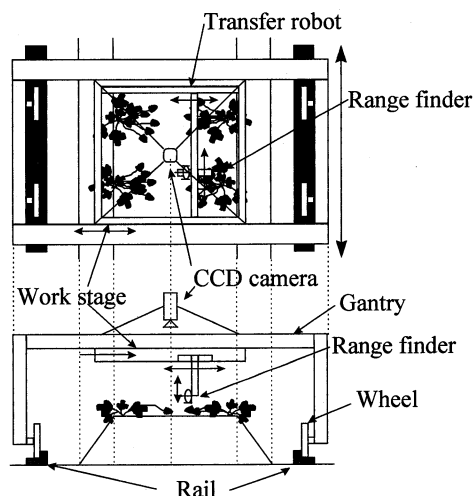 Transfer robot
Range finder
CCD camera
Work stage
Gantry
Range finder
Wheel
Rail